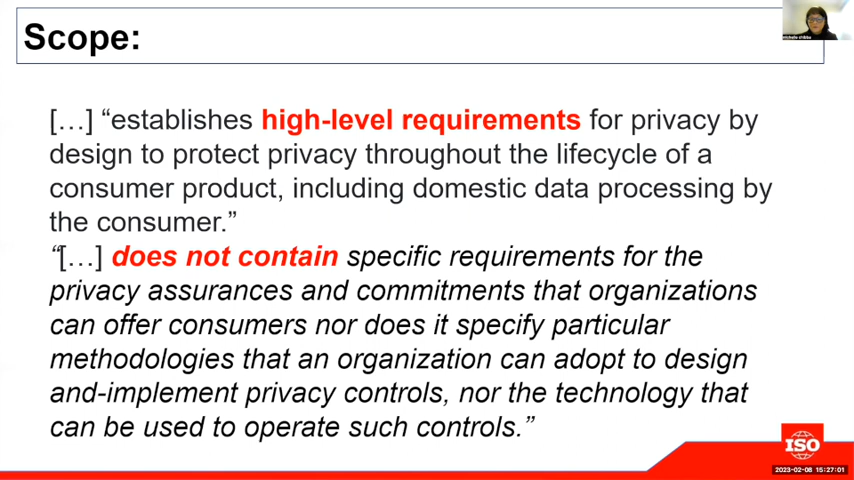 Scope:
michelle chibba
[…] “establishes high-level requirements for privacy by
design to protect privacy throughout the lifecycle of a
consumer product, including domestic data processing by
the consumer.”
“[…] does not contain specific requirements for the
privacy assurances and commitments that organizations
can offer consumers nor does it specify particular
methodologies that an organization can adopt to design
and-implement privacy controls, nor the technology that
can be used to operate such controls.”
ISO
2023-02-08 15:27:01